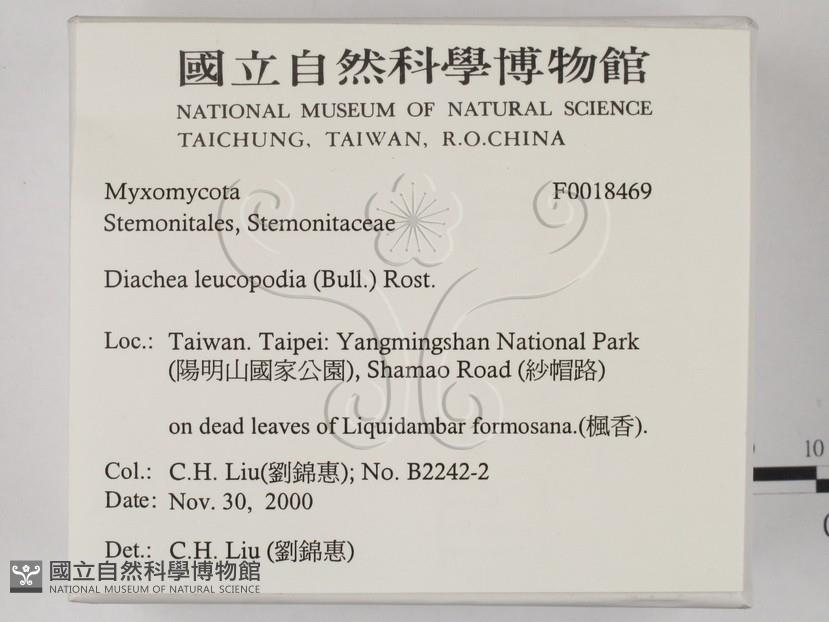 國立自然科學博物館
NATIONAL MUSEUM OF NATURAL SCIENCE
TAICHUNG, TAIWAN, R.O.CHINA
Myxomycota F0018469
Stemonitales, Stemonitaceae
Diachea leucopodia (Bull.) Rost.
Loc.: Taiwan. Taipei: Yangmingshan National Park
(陽明山國家公園), Shamao Road (紗帽路)
on dead leaves of Liquidambar formosana.(楓香).
Col.: C.H. Liu(劉錦惠); No. B2242-2
Date: Nov. 30, 2000
Det.: C.H. Liu (劉錦惠)
國立自然科學博物館
NATIONAL MUSEUM OF NATURAL SCIENCE
10